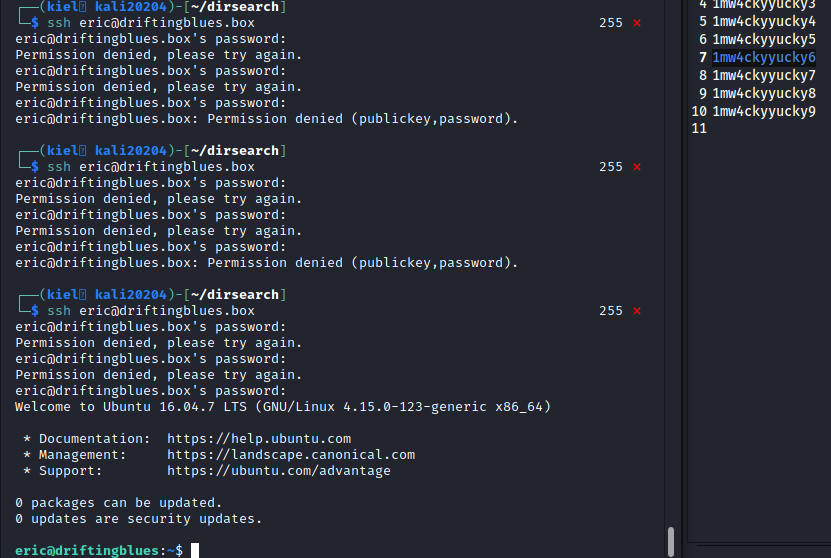 ┌──(kiel㉿ kali20204)-[~/dirsearch]
└─$ ssh eric@driftingblues.box 255 ⨯
eric@driftingblues.box's password:
Permission denied, please try again.
eric@driftingblues.box's password:
Permission denied, please try again.
eric@driftingblues.box's password:
eric@driftingblues.box: Permission denied (publickey,password).
┌──(kiel㉿ kali20204)-[~/dirsearch]
└─$ ssh eric@driftingblues.box 255 ⨯
eric@driftingblues.box's password:
Permission denied, please try again.
eric@driftingblues.box's password:
Permission denied, please try again.
eric@driftingblues.box's password:
eric@driftingblues.box: Permission denied (publickey,password).
┌──(kiel㉿ kali20204)-[~/dirsearch]
└─$ ssh eric@driftingblues.box 255 ⨯
eric@driftingblues.box's password:
Permission denied, please try again.
eric@driftingblues.box's password:
Permission denied, please try again.
eric@driftingblues.box's password:
Welcome to Ubuntu 16.04.7 LTS (GNU/Linux 4.15.0-123-generic x86_64)
* Documentation: https://help.ubuntu.com
* Management: https://landscape.canonical.com
* Support: https://ubuntu.com/advantage
0 packages can be updated.
0 updates are security updates.
eric@driftingblues:~$
4 1mw4ckyyucky3
5 1mw4ckyyucky4
6 1mw4ckyyucky5
7 1mw4ckyyucky6
8 1mw4ckyyucky7
9 1mw4ckyyucky8
10 1mw4ckyyucky9
11